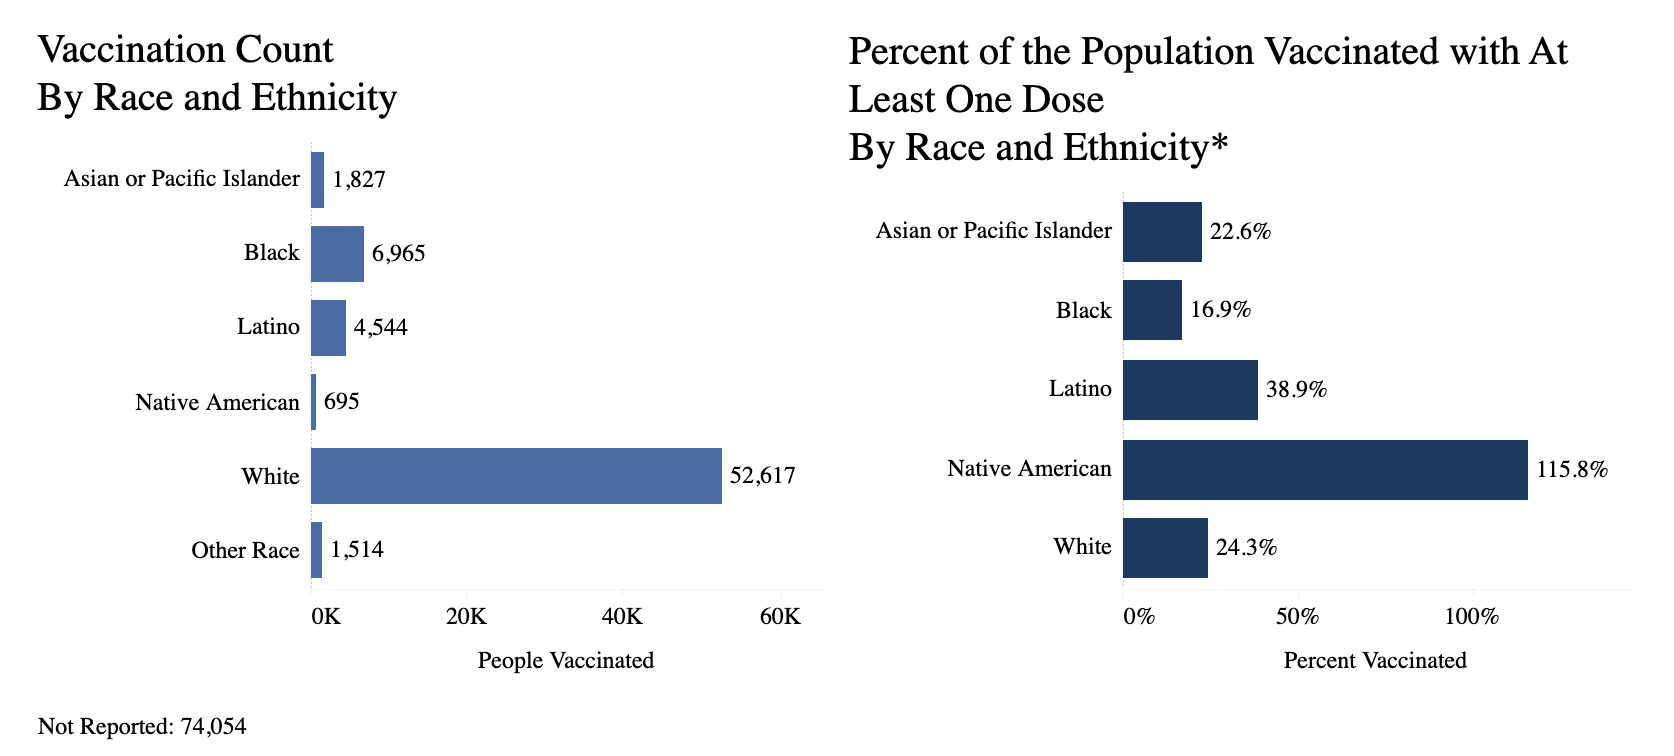 Vaccination Count
By Race and Ethnicity
Asian or Pacific Islander 1,827
Black 6,965
Latino 4,544
Native American 695
White 52,617
Other Race 1,514
0K 20K 40K 60K
People Vaccinated
Not Reported: 74,054
Percent of the Population Vaccinated with At
Least One Dose
By Race and Ethnicity*
Asian or Pacific Islander 22.6%
Black 16.9%
Latino 38.9%
Native American 115.8%
White 24.3%
0% 50% 100%
Percent Vaccinated